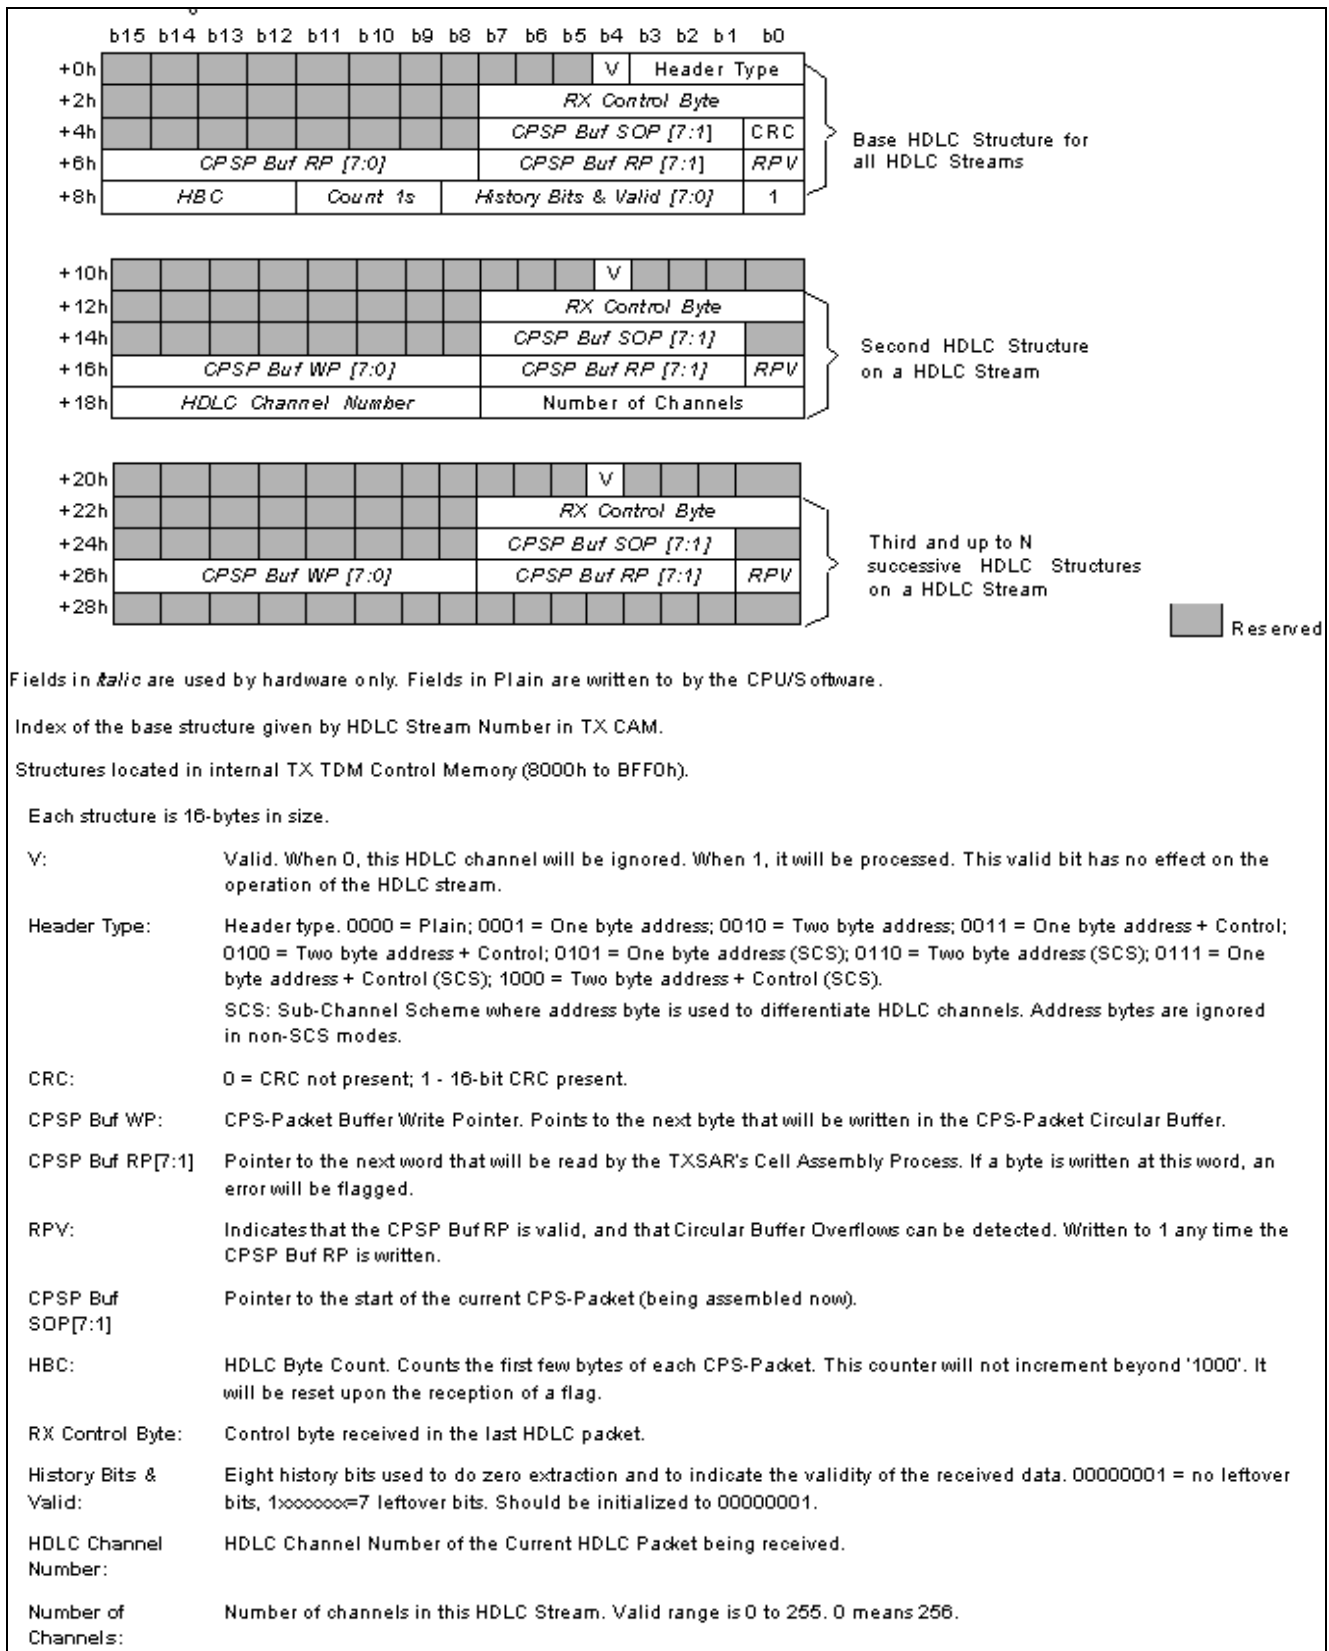 b15 b14 b13 b12 b11 b10 b9 b8 b7 b6 b5 b4 b3 b2 b1 b0
+0h V Header Type
+2h RX Control Byte
+4h CPSP Buf SOP [7:1] CRC
+6h CPSP Buf RP [7:0] CPSP Buf RP [7:1] RPV
+8h HBC Count 1s History Bits & Valid [7:0] 1
Base HDLC Structure for
all HDLC Streams
+10h V
+12h RX Control Byte
+14h CPSP Buf SOP [7:1]
+16h CPSP Buf WP [7:0] CPSP Buf RP [7:1] RPV
+18h HDLC Channel Number Number of Channels
Second HDLC Structure
on a HDLC Stream
+20h V
+22h RX Control Byte
+24h CPSP Buf SOP [7:1]
+26h CPSP Buf WP [7:0] CPSP Buf RP [7:1] RPV
+28h
Third and up to N
successive HDLC Structures
on a HDLC Stream
Reserved
Fields in Italic are used by hardware only. Fields in Plain are written to by the CPU/Software.
Index of the base structure given by HDLC Stream Number in TX CAM.
Structures located in internal TX TDM Control Memory (8000h to BFF0h).
Each structure is 16-bytes in size.
V: Valid. When 0, this HDLC channel will be ignored. When 1, it will be processed. This valid bit has no effect on the
operation of the HDLC stream.
Header Type: Header type. 0000 = Plain; 0001 = One byte address; 0010 = Two byte address; 0011 = One byte address + Control;
0100 = Two byte address + Control; 0101 = One byte address (SCS); 0110 = Two byte address (SCS); 0111 = One
byte address + Control (SCS); 1000 = Two byte address + Control (SCS).
SCS: Sub-Channel Scheme where address byte is used to differentiate HDLC channels. Address bytes are ignored
in non-SCS modes.
CRC: 0 = CRC not present; 1 - 16-bit CRC present.
CPSP Buf WP: CPS-Packet Buffer Write Pointer. Points to the next byte that will be written in the CPS-Packet Circular Buffer.
CPSP Buf RP[7:1] Pointer to the next word that will be read by the TXSAR's Cell Assembly Process. If a byte is written at this word, an
error will be flagged.
RPV: Indicates that the CPSP Buf RP is valid, and that Circular Buffer Overflows can be detected. Written to 1 any time the
CPSP Buf RP is written.
CPSP Buf Pointer to the start of the current CPS-Packet (being assembled now).
SOP[7:1]
HBC: HDLC Byte Count. Counts the first few bytes of each CPS-Packet. This counter will not increment beyond '1000'. It
will be reset upon the reception of a flag.
RX Control Byte: Control byte received in the last HDLC packet.
History Bits & Eight history bits used to do zero extraction and to indicate the validity of the received data. 00000001 = no leftover
Valid: bits, 1xxxxxxx=7 leftover bits. Should be initialized to 00000001.
HDLC Channel HDLC Channel Number of the Current HDLC Packet being received.
Number:
Number of Number of channels in this HDLC Stream. Valid range is 0 to 255. 0 means 256.
Channels: